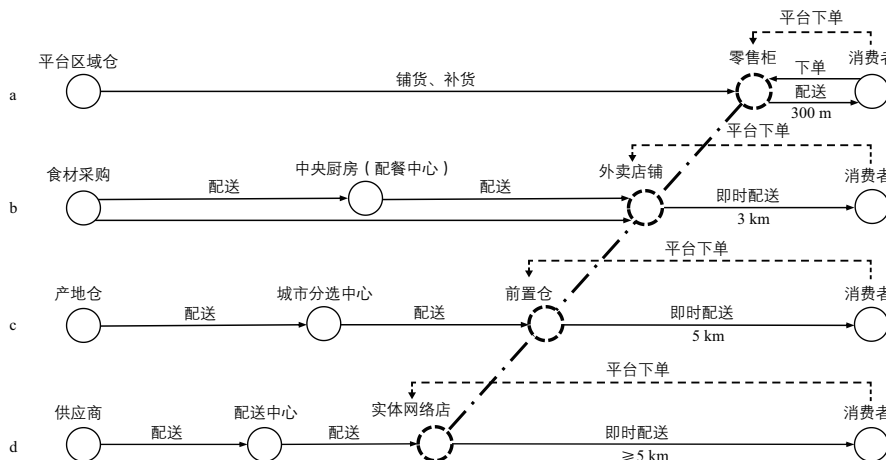 平台下单
平台区域仓 零售柜 消费者
铺货、补货 下单
a 配送
300 m
平台下单
食材采购 中央厨房（配餐中心） 外卖店铺 消费者
配送 配送 即时配送
b 3 km
平台下单
产地仓 城市分选中心 前置仓 消费者
配送 配送 即时配送
c 5 km
平台下单
供应商 配送中心 实体网络店 消费者
配送 配送 即时配送
d ≥5 km